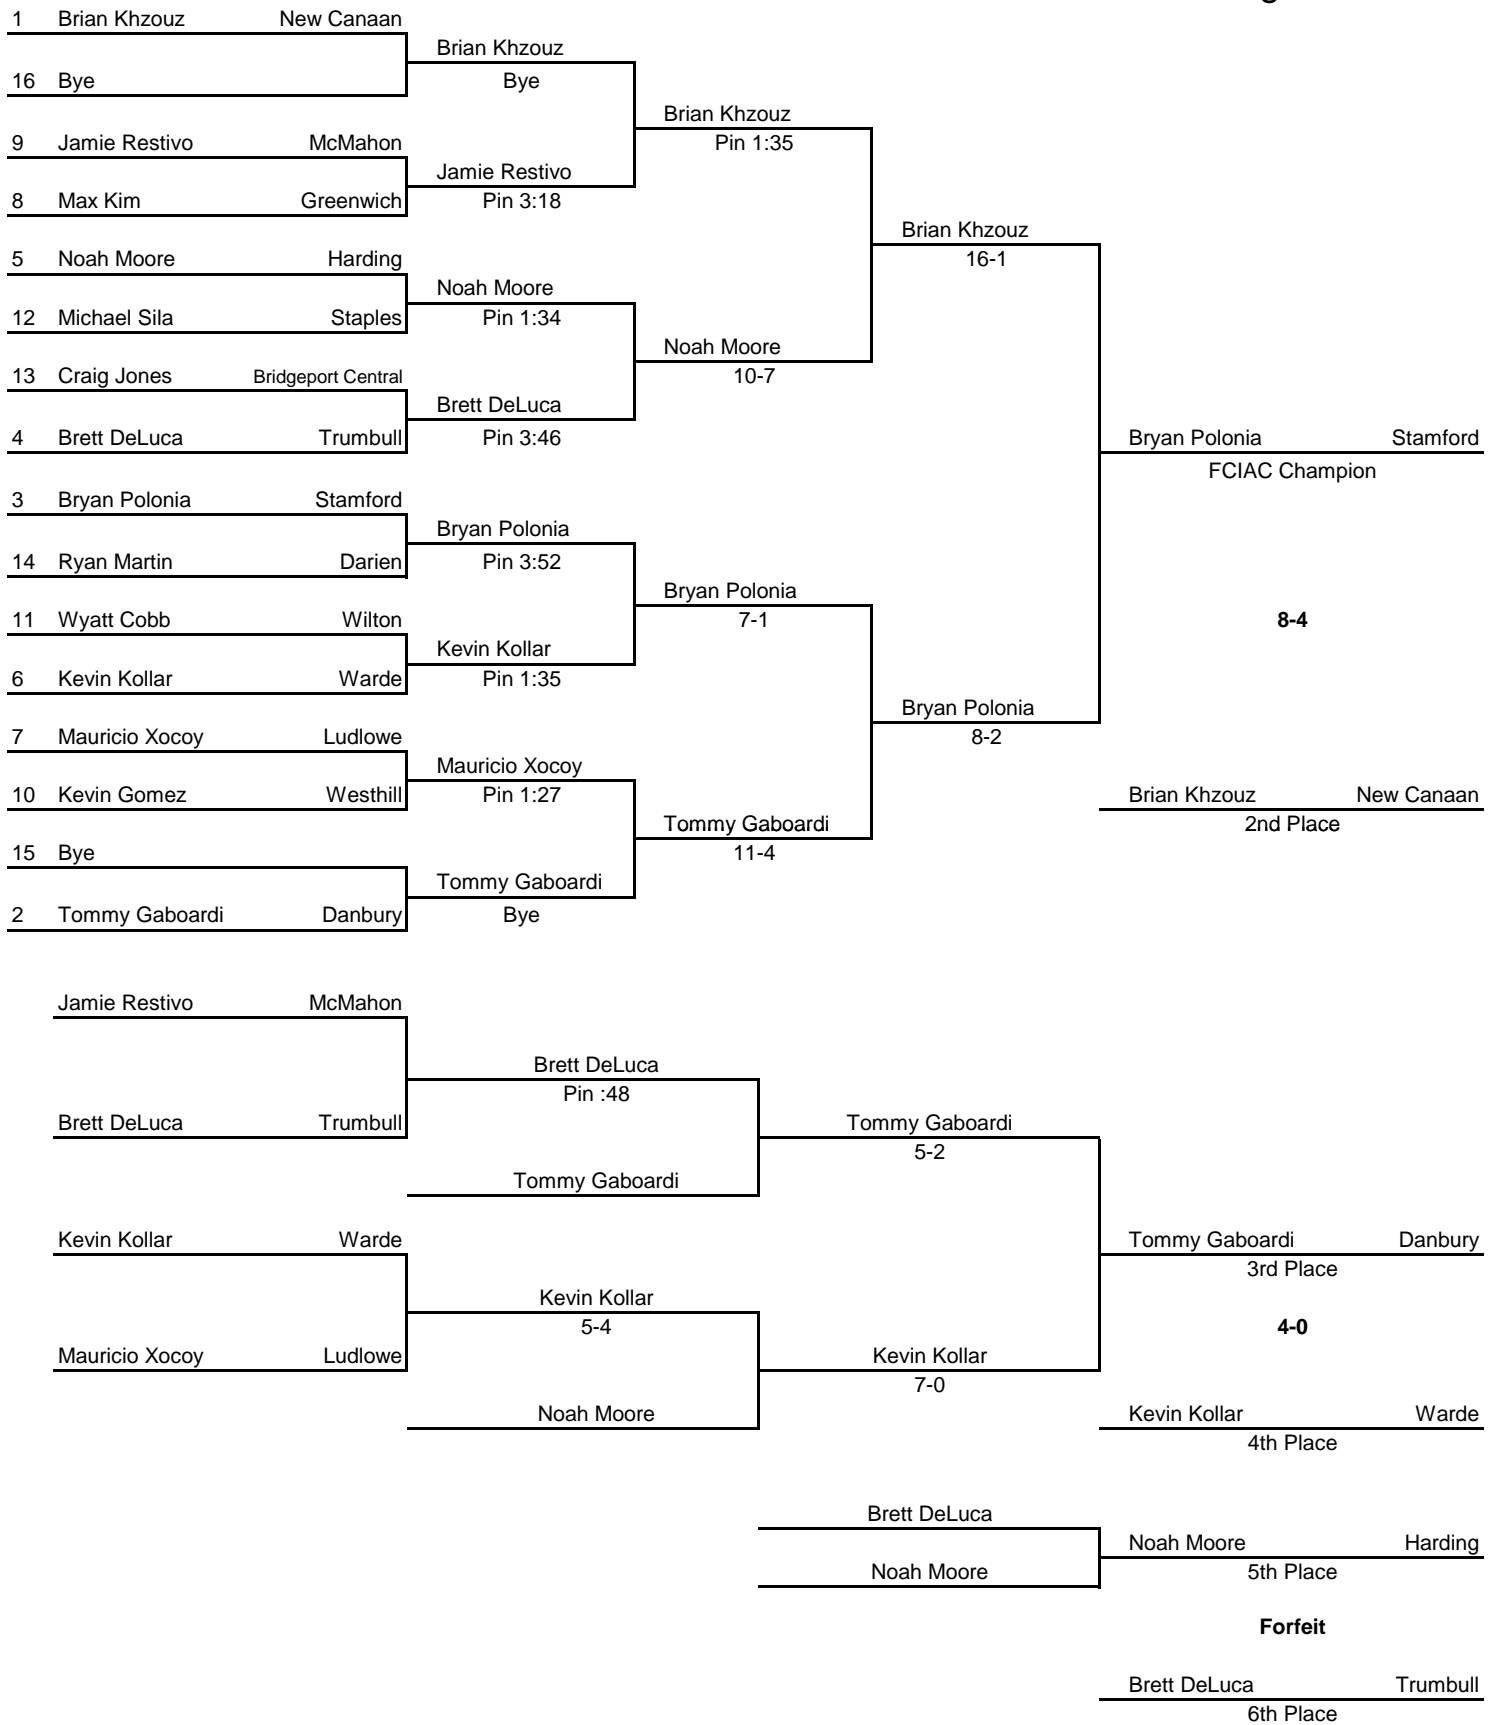 1 Brian Khzouz New Canaan
Brian Khzouz
16 Bye
Bye
Brian Khzouz
Pin 1:35
9 Jamie Restivo McMahon
Jamie Restivo
8 Max Kim Greenwich
Pin 3:18
Brian Khzouz
16-1
5 Noah Moore Harding
Noah Moore
12 Michael Sila Staples
Pin 1:34
Noah Moore
10-7
13 Craig Jones Bridgeport Central
Brett DeLuca
4 Brett DeLuca Trumbull
Pin 3:46
Bryan Polonia Stamford
FCIAC Champion
3 Bryan Polonia Stamford
Bryan Polonia
14 Ryan Martin Darien
Pin 3:52
Bryan Polonia
7-1
8-4
11 Wyatt Cobb Wilton
Kevin Kollar
6 Kevin Kollar Warde
Pin 1:35
Bryan Polonia
8-2
7 Mauricio Xocoy Ludlowe
Mauricio Xocoy
10 Kevin Gomez Westhill
Pin 1:27
Brian Khzouz New Canaan
2nd Place
Tommy Gaboardi
11-4
15 Bye
Tommy Gaboardi
2 Tommy Gaboardi Danbury
Bye
Jamie Restivo McMahon
Brett DeLuca
Pin :48
Brett DeLuca Trumbull
Tommy Gaboardi
5-2
Tommy Gaboardi
Kevin Kollar Warde
Tommy Gaboardi Danbury
3rd Place
Kevin Kollar
5-4
4-0
Mauricio Xocoy Ludlowe
Kevin Kollar
7-0
Noah Moore
Kevin Kollar Warde
4th Place
Brett DeLuca
Noah Moore Harding
5th Place
Noah Moore
Forfeit
Brett DeLuca Trumbull
6th Place